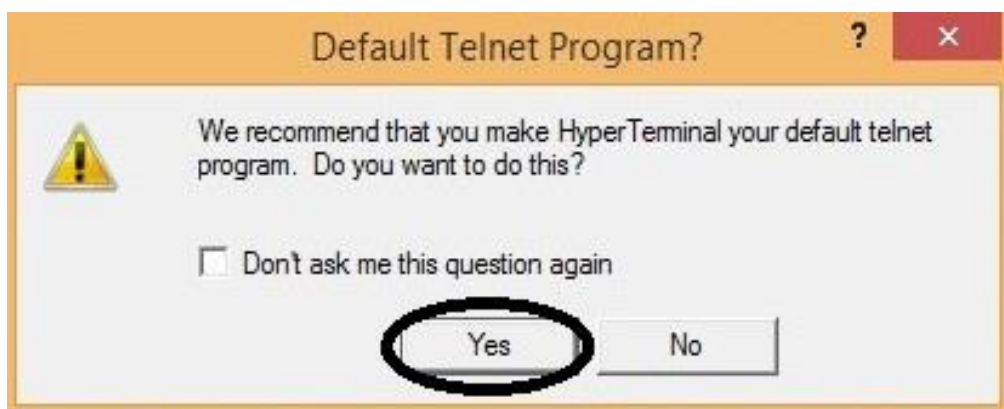 Default Telnet Program?
?
×
We recommend that you make HyperTerminal your default telnet
program. Do you want to do this?
Don't ask me this question again
Yes
No